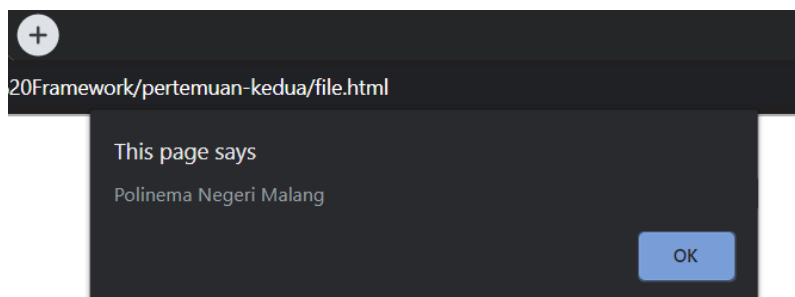 20Framework/pertemuan-kedua/file.html
This page says
Polinema Negeri Malang
OK